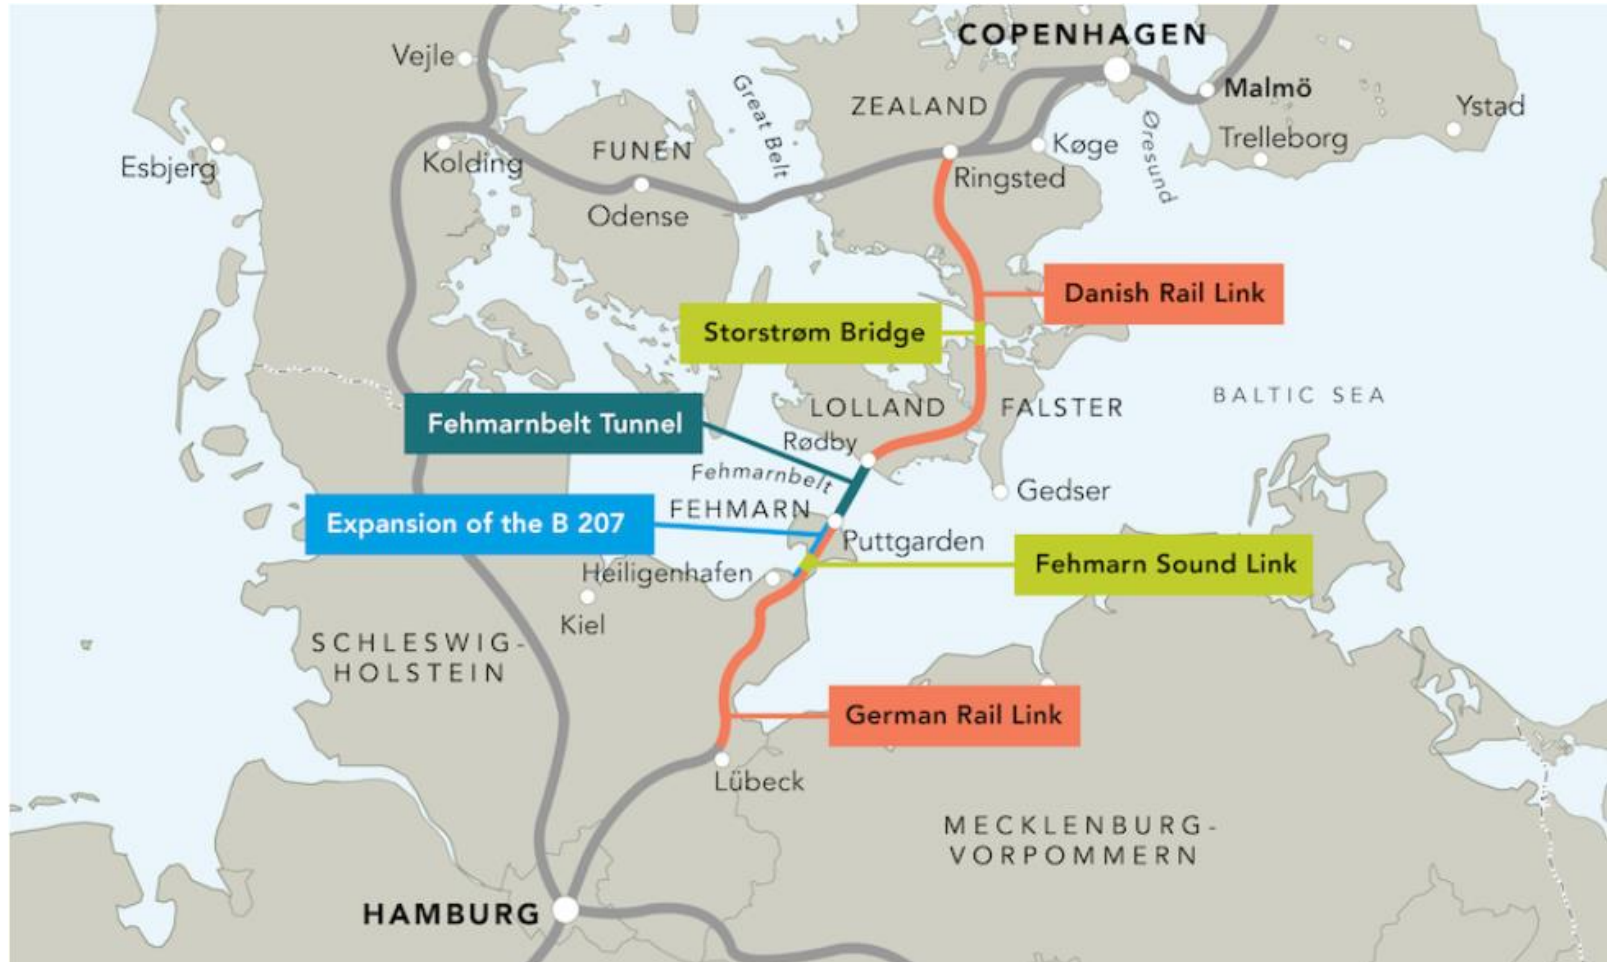 COPENHAGEN
Vejle
Malmö
ZEALAND
Great Belt
Ystad
Øresund
Trelleborg
Køge
FUNEN
Kolding
Esbjerg
Ringsted
Odense
Danish Rail Link
Storstrøm Bridge
BALTIC SEA
LOLLAND
FALSTER
Fehmarnbelt Tunnel
Rødby
Fehmarnbelt
Gedser
FEHMARN
Expansion of the B 207
Puttgarden
Fehmarn Sound Link
Heiligenhafen
Kiel
SCHLESWIG-
HOLSTEIN
German Rail Link
Lübeck
MECKLENBURG-
VORPOMMERN
HAMBURG